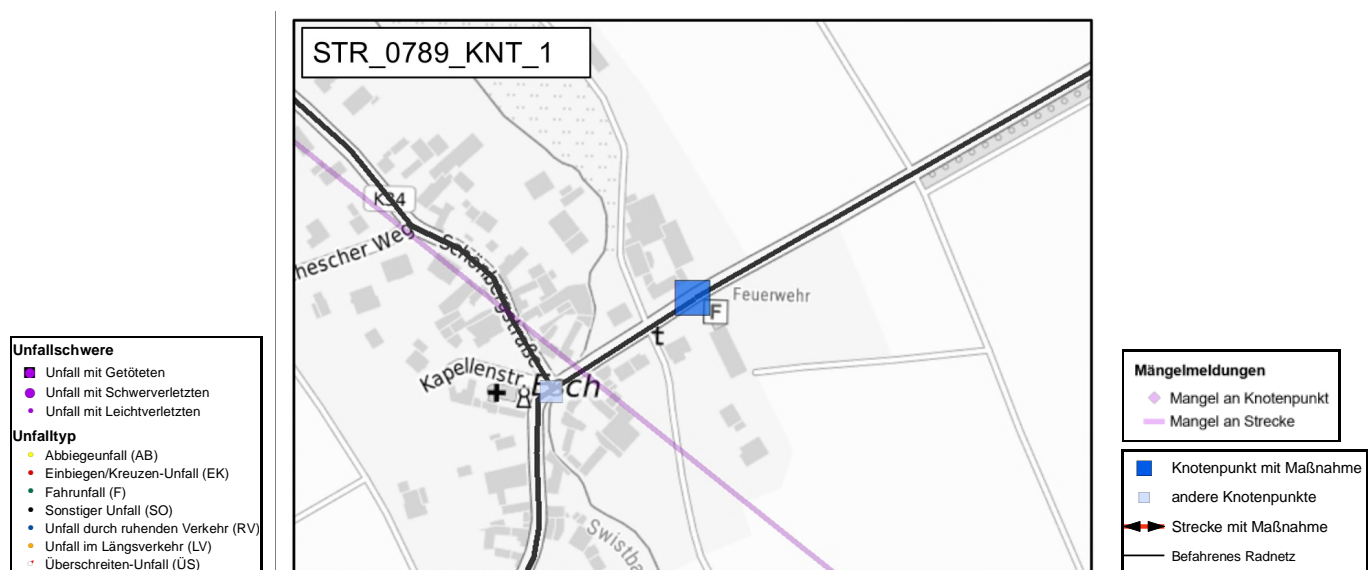 STR_0789_KNT_1
K34
hescher Weg
Schönbergstraße
Feuerwehr
F
t
Kapellenstr.
Esch
Swistba
Unfallschwere
Unfall mit Getöteten
Unfall mit Schwerverletzten
Unfall mit Leichtverletzten
Unfalltyp
Abbiegeunfall (AB)
Einbiegen/Kreuzen-Unfall (EK)
Fahrunfall (F)
Sonstiger Unfall (SO)
Unfall durch ruhenden Verkehr (RV)
Unfall im Längsverkehr (LV)
Überschreiten-Unfall (ÜS)
Mängelmeldungen
Mangel an Knotenpunkt
Mangel an Strecke
Knotenpunkt mit Maßnahme
andere Knotenpunkte
Strecke mit Maßnahme
Befahrenes Radnetz